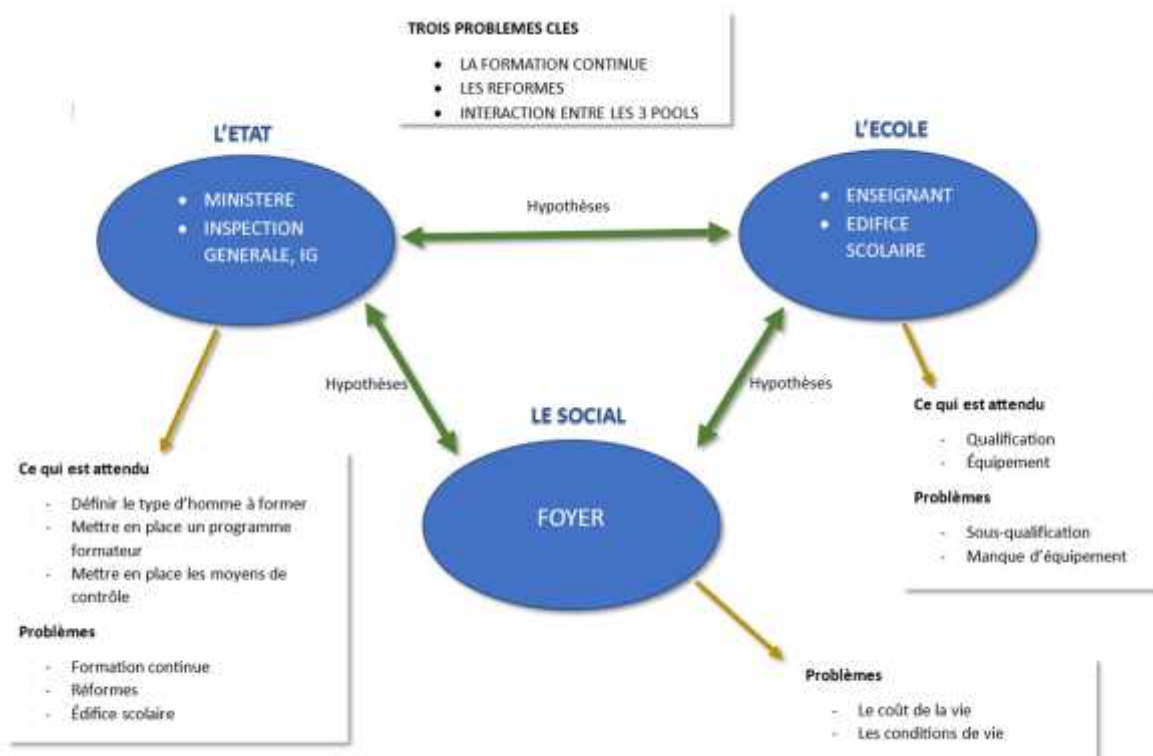 TROIS PROBLEMES CLES
• LA FORMATION CONTINUE
• LES REFORMES
• INTERACTION ENTRE LES 3 POOLS
L'ETAT
• MINISTERE
• INSPECTION
GENERALE, IG
Hypothèses
L'ECOLE
• ENSEIGNANT
• EDIFICE
SCOLAIRE
Hypothèses
Hypothèses
LE SOCIAL
FOYER
Ce qui est attendu
- Définir le type d'homme à former
- Mettre en place un programme
formateur
- Mettre en place les moyens de
contrôle
Problèmes
- Formation continue
- Réformes
- Édifice scolaire
Ce qui est attendu
- Qualification
- Équipement
Problèmes
- Sous-qualification
- Manque d'équipement
Problèmes
- Le coût de la vie
- Les conditions de vie